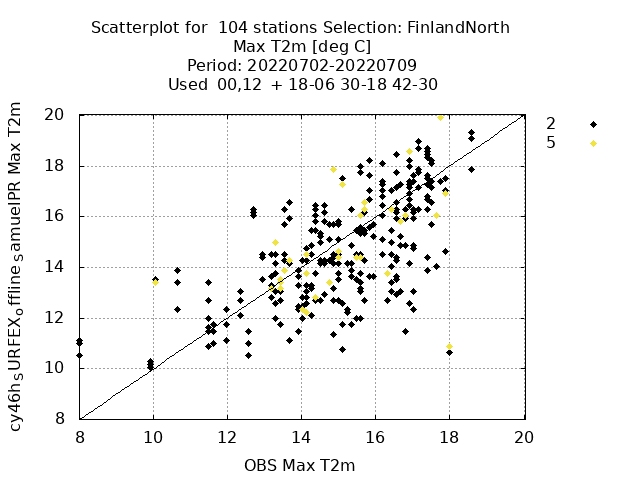 Scatterplot for  104 stations Selection: FinlandNorth
Max T2m [deg C]
Period: 20220702-20220709
Used  00,12  + 18-06 30-18 42-30
cy46hsURFEXofflinesamuelPR Max T2m
20
18
16
14
12
10
8
8 10 12 14 16 18 20
OBS Max T2m
2
5